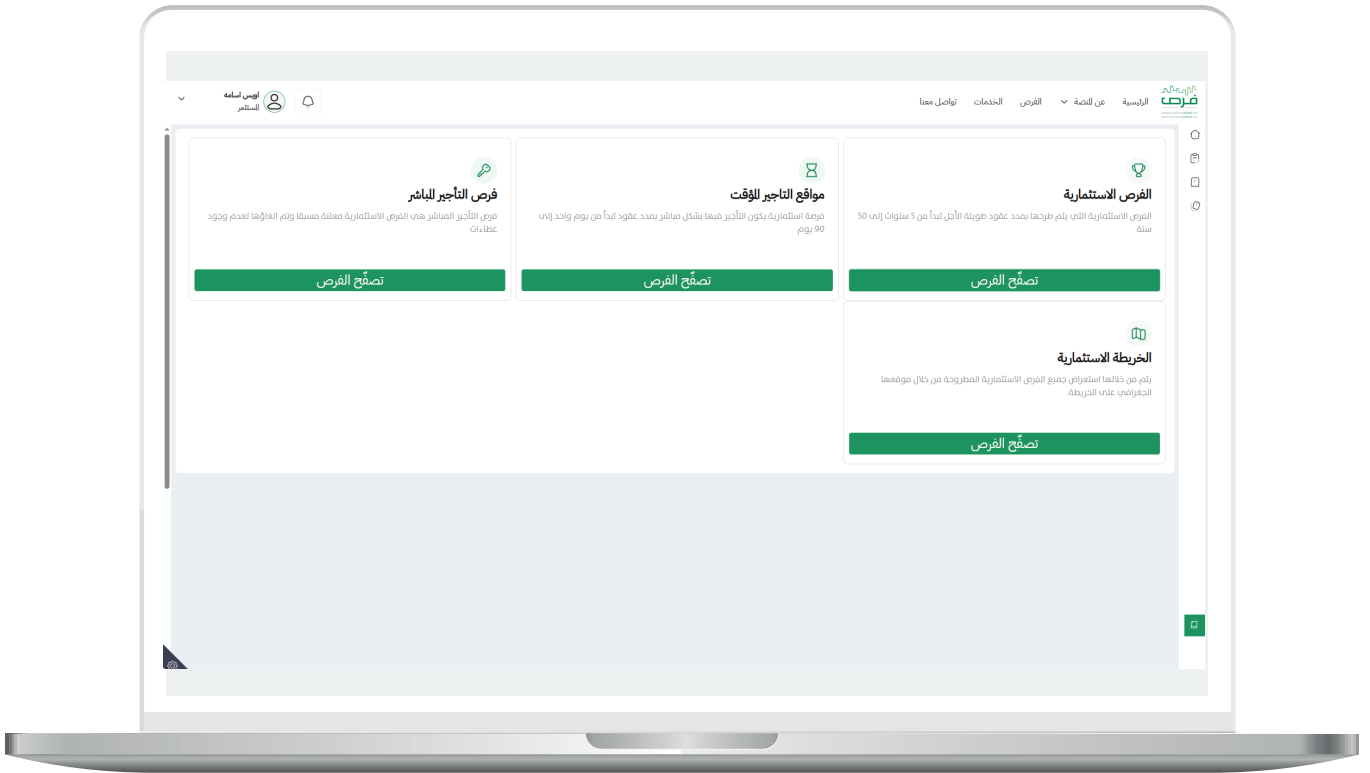 فرص
الرئيسية
عن المنصة
الفرص
الخدمات
تواصل معنا
اويس اسامه
المستثمر
الفرص الاستثمارية
الفرص الاستثمارية التي يتم طرحها بمدد عقود طويلة الأجل تبدأ من 5 سنوات إلى 50
سنة
تصفّح الفرص
مواقع التاجير المؤقت
فرصة استثمارية يكون التأجير فيها بشكل مباشر بمدد عقود تبدأ من يوم واحد إلى
90 يوم
تصفّح الفرص
فرص التأجير المباشر
فرص التأجير المباشر هي الفرص الاستثمارية معلنة مسبقا وتم الغاؤها لعدم وجود
عطاءات
تصفّح الفرص
الخريطة الاستثمارية
يتم من خلالها استعراض جميع الفرص الاستثمارية المطروحة من خلال موقعها
الجغرافي على الخريطة.
تصفّح الفرص